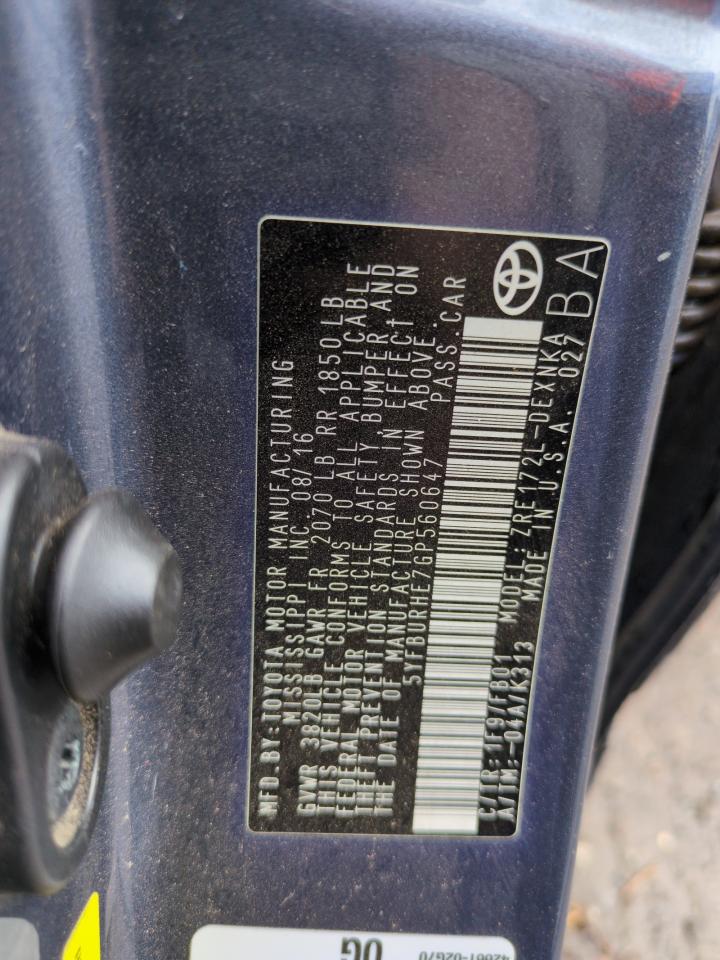 MFD.BY:TOYOTA MOTOR MANUFACTURING
MISSISSIPPI INC. 08/16
GVWR 3820LB GAWR FR 2070 LB RR 1850LB
THIS VEHICLE CONFORMS TO ALL APPLICABLE
FEDERAL MOTOR VEHICLE SAFETY, BUMPER AND
THEFT PREVENTION STANDARDS IN EFFECT ON
THE DATE OF MANUFACTURE SHOWN ABOVE.
5YFBURHE7GP560647 PASS.CAR
C/TR: 1F9/FB01 MODEL: ZRE172L-DEXNKA
A/TM:-04A/K313 MADE IN U.S.A. 027
BA
0G
42661-02G70